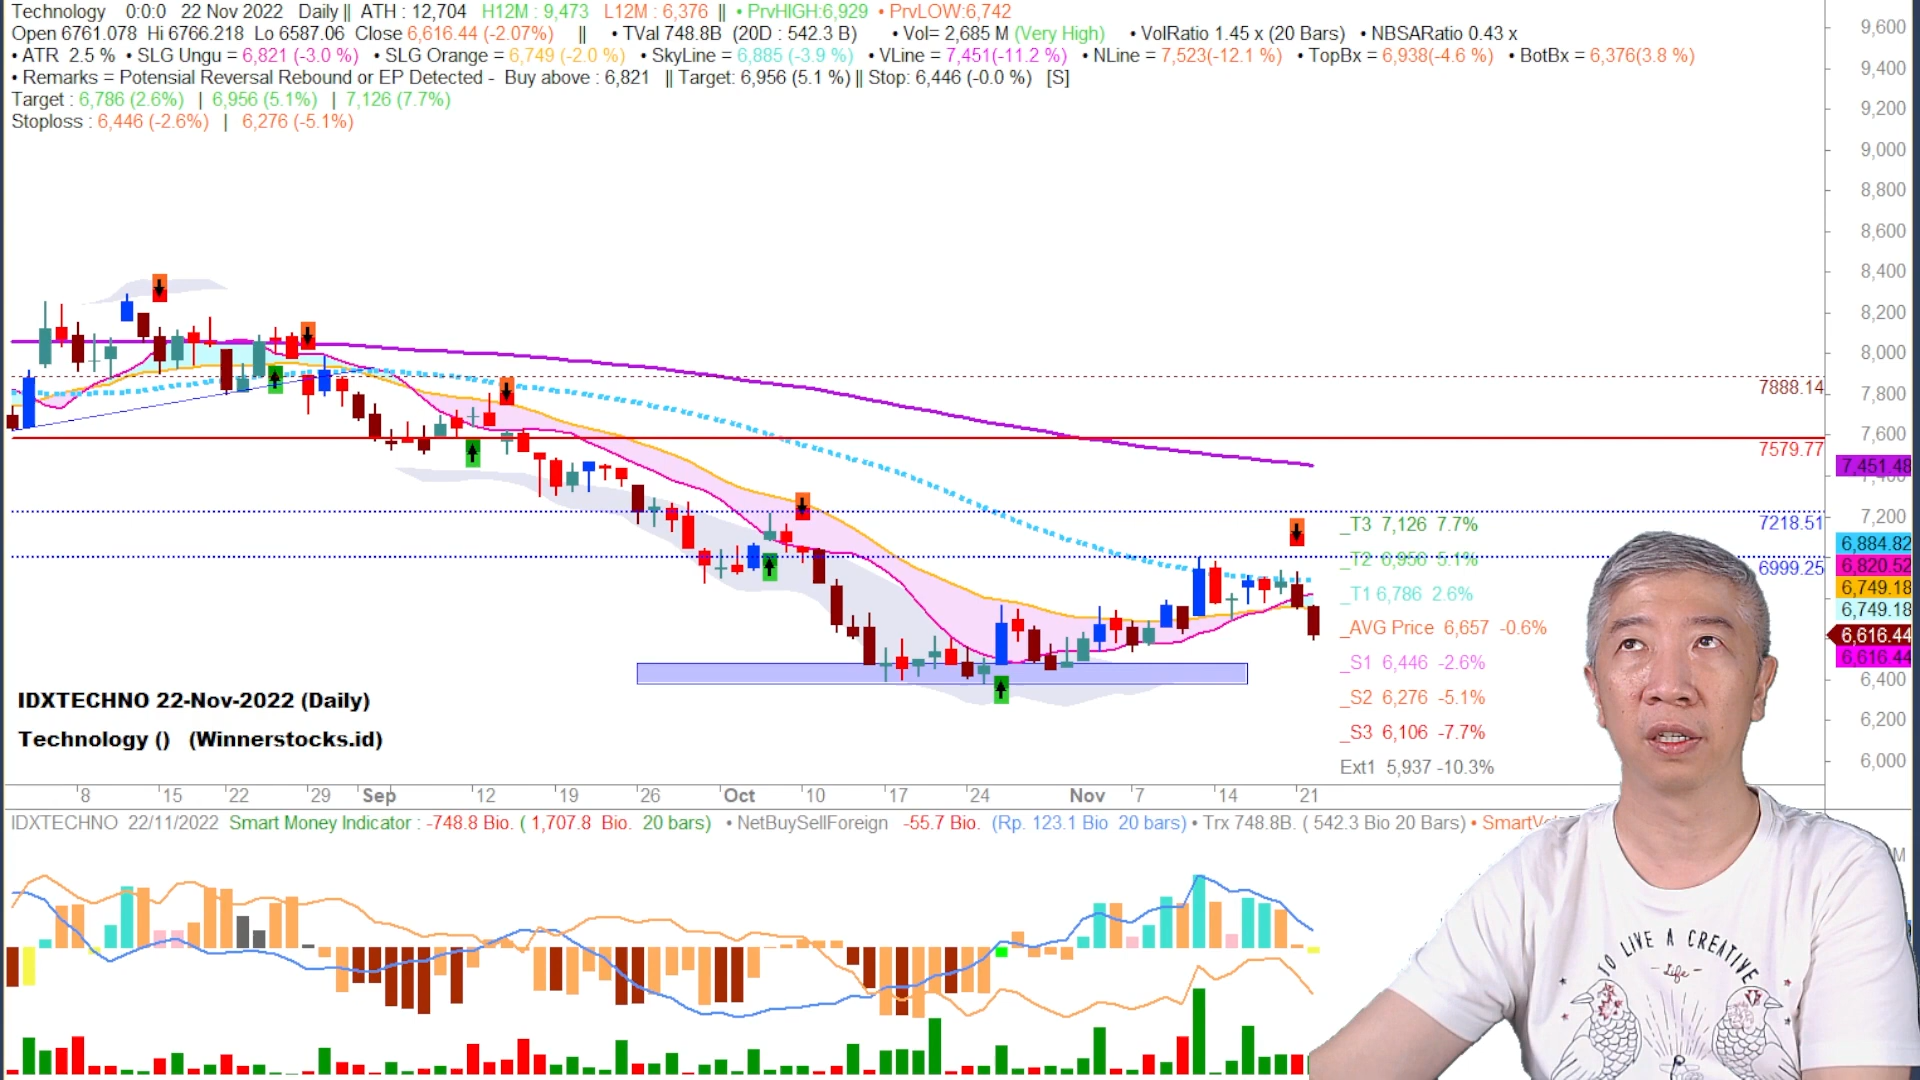 Technology 0:0:0 22 Nov 2022 Daily || ATH : 12,704 H12M : 9,473 L12M : 6,376 || • PrvHIGH:6,929 • PrvLOW:6,742
Open 6761.078 Hi 6766.218 Lo 6587.06 Close 6,616.44 (-2.07%) || • TVal 748.8B (20D : 542.3 B) • Vol= 2,685 M (Very High) • VolRatio 1.45 x (20 Bars) • NBSARatio 0.43 x
• ATR 2.5 % • SLG Ungu = 6,821 (-3.0 %) • SLG Orange = 6,749 (-2.0 %) • SkyLine = 6,885 (-3.9 %) • VLine = 7,451(-11.2 %) • NLine = 7,523(-12.1 %) • TopBx = 6,938(-4.6 %) • BotBx = 6,376(3.8 %)
• Remarks = Potensial Reversal Rebound or EP Detected - Buy above : 6,821 || Target: 6,956 (5.1 %) || Stop: 6,446 (-0.0 %) [S]
Target : 6,786 (2.6%) | 6,956 (5.1%) | 7,126 (7.7%)
Stoploss : 6,446 (-2.6%) | 6,276 (-5.1%)
9,600
9,400
9,200
9,000
8,800
8,600
8,400
8,200
8,000
7888.14
7,800
7,600
7579.77
7,451.48
7,400
7,200
7218.51
6,884.82
6999.25
6,820.52
6,749.18
6,749.18
6,616.44
6,616.44
6,400
6,200
6,000
_T3 7,126 7.7%
_T2 6,956 5.1%
_T1 6,786 2.6%
_AVG Price 6,657 -0.6%
_S1 6,446 -2.6%
_S2 6,276 -5.1%
_S3 6,106 -7.7%
Ext1 5,937 -10.3%
IDXTECHNO 22-Nov-2022 (Daily)
Technology () (Winnerstocks.id)
8 15 22 29 Sep 12 19 26 Oct 10 17 24 Nov 7 14 21
IDXTECHNO 22/11/2022 Smart Money Indicator : -748.8 Bio. ( 1,707.8 Bio. 20 bars) • NetBuySellForeign -55.7 Bio. (Rp. 123.1 Bio 20 bars) • Trx 748.8B. ( 542.3 Bio 20 Bars) •
TO LIVE A CREATIVE
Life